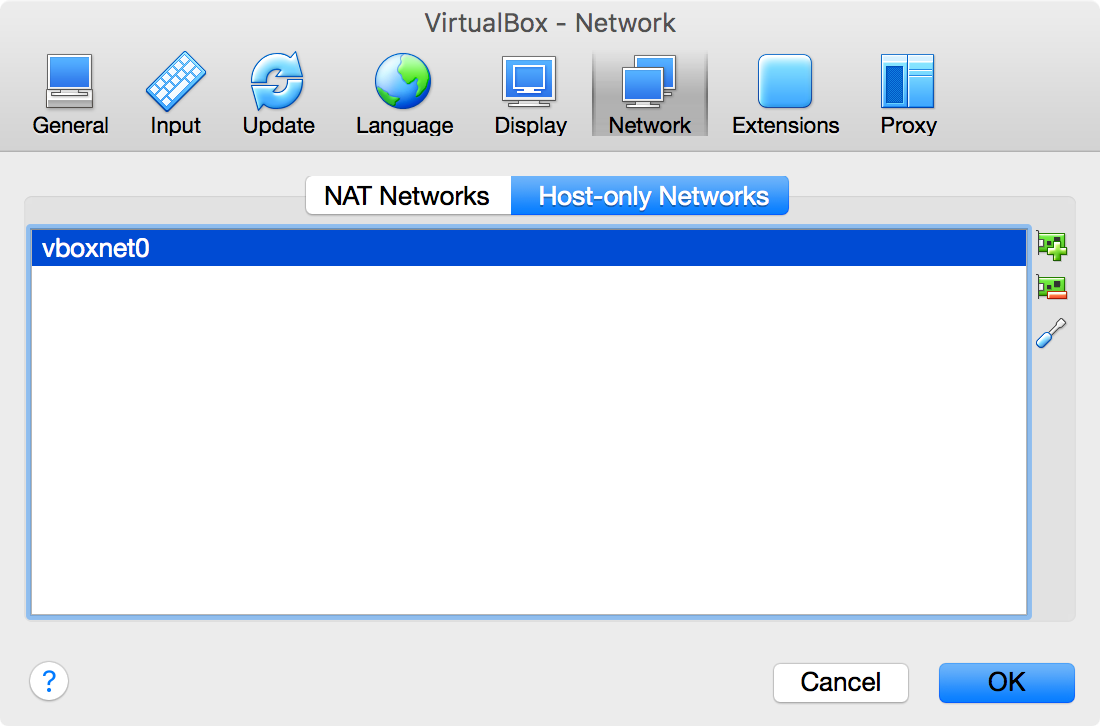 VirtualBox - Network
General Input Update Language Display Network Extensions Proxy
NAT Networks Host-only Networks
vboxnet0
? Cancel OK